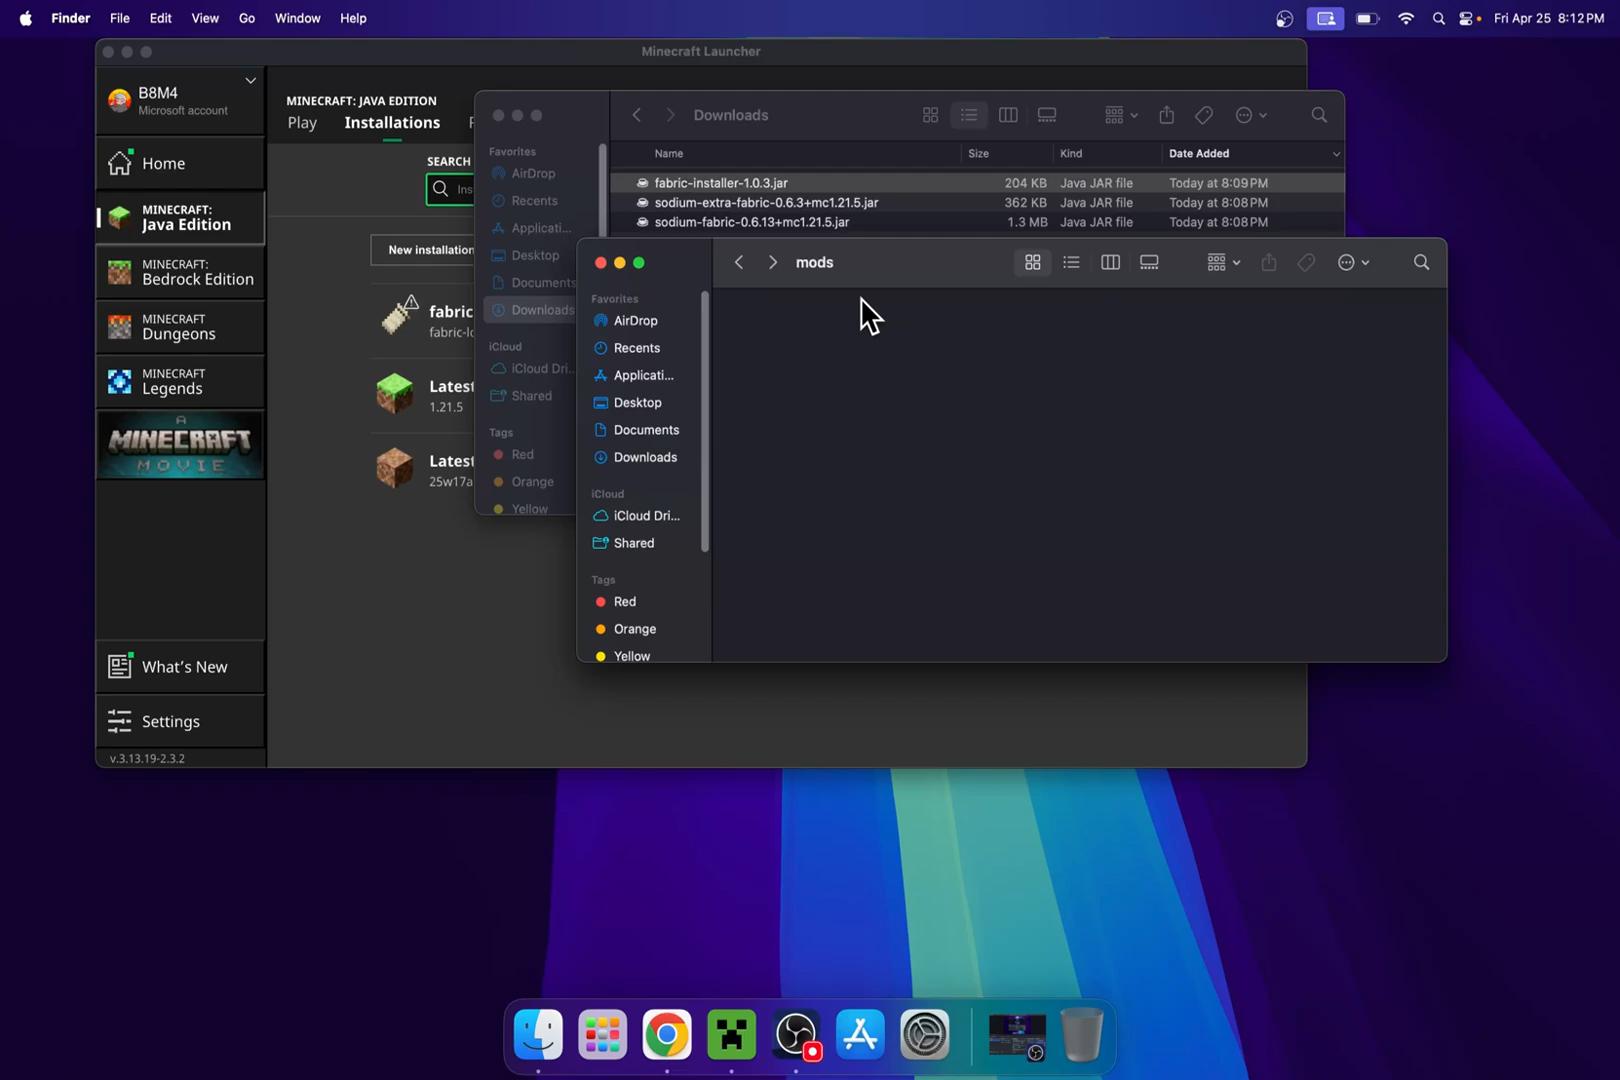 Finder File Edit View Go Window Help Fri Apr 25 8:12 PM
Minecraft Launcher
B8M4
Microsoft account
Home
MINECRAFT:
Java Edition
MINECRAFT:
Bedrock Edition
MINECRAFT
Dungeons
MINECRAFT
Legends
A
MINECRAFT
MOVIE
What's New
Settings
v.3.13.19-2.3.2
MINECRAFT: JAVA EDITION
Play Installations
SEARCH
Ins
New installation
fabric
fabric-lo
Latest
1.21.5
Latest
25w17a
Downloads
Favorites
AirDrop
Recents
Applicati...
Desktop
Documents
Downloads
iCloud
iCloud Dri...
Shared
Tags
Red
Orange
Yellow
Name Size Kind Date Added
fabric-installer-1.0.3.jar 204 KB Java JAR file Today at 8:09 PM
sodium-extra-fabric-0.6.3+mc1.21.5.jar 362 KB Java JAR file Today at 8:08 PM
sodium-fabric-0.6.13+mc1.21.5.jar 1.3 MB Java JAR file Today at 8:08 PM
mods
Favorites
AirDrop
Recents
Applicati...
Desktop
Documents
Downloads
iCloud
iCloud Dri...
Shared
Tags
Red
Orange
Yellow